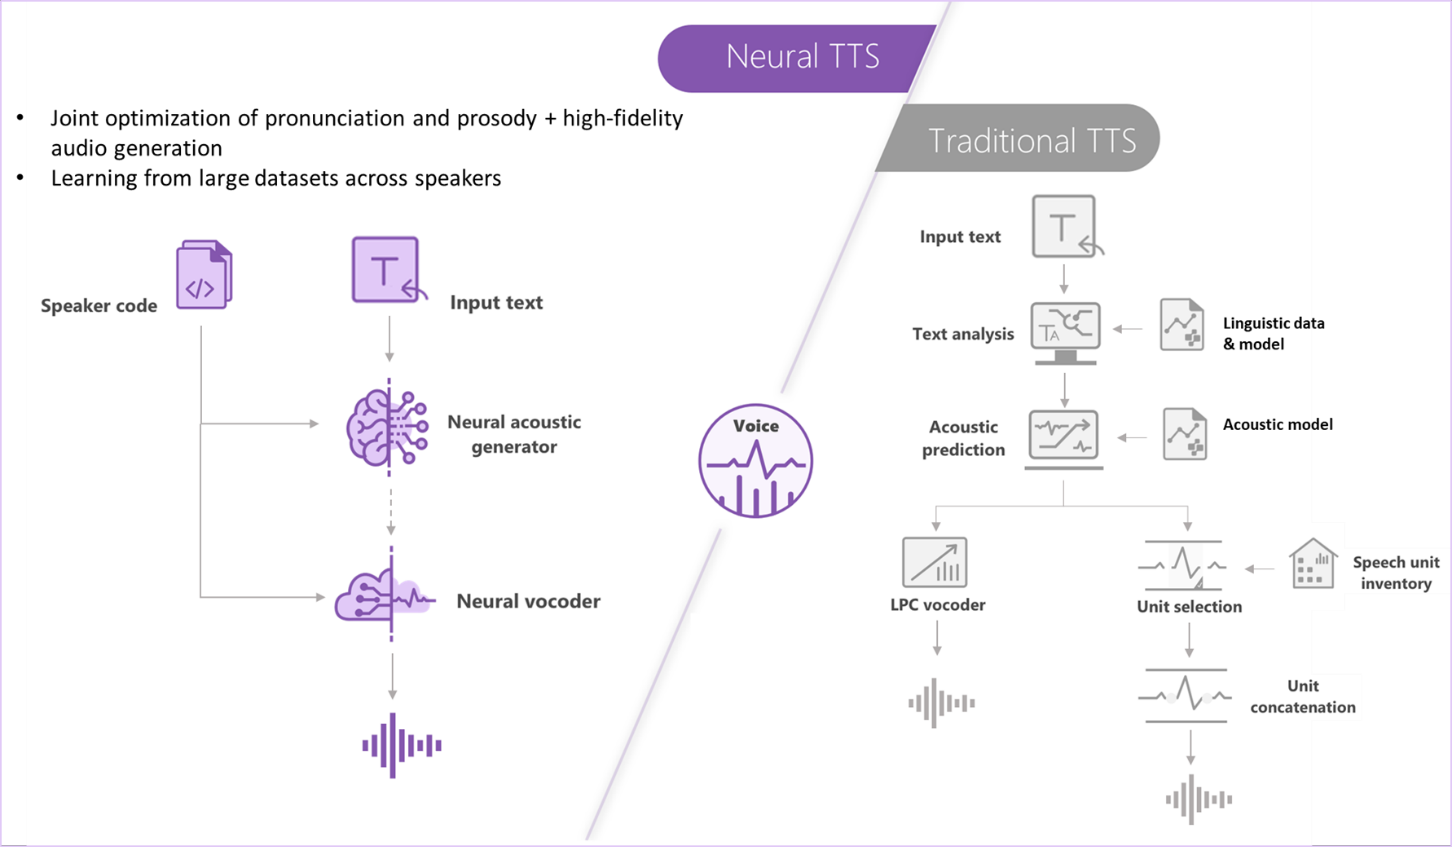 Neural TTS
• Joint optimization of pronunciation and prosody + high-fidelity
audio generation
• Learning from large datasets across speakers
Speaker code
T
Input text
Neural acoustic
generator
Neural vocoder
Voice
Traditional TTS
Input text
T
Text analysis
TA
Linguistic data
& model
Acoustic
prediction
Acoustic model
LPC vocoder
Unit selection
Speech unit
inventory
Unit
concatenation